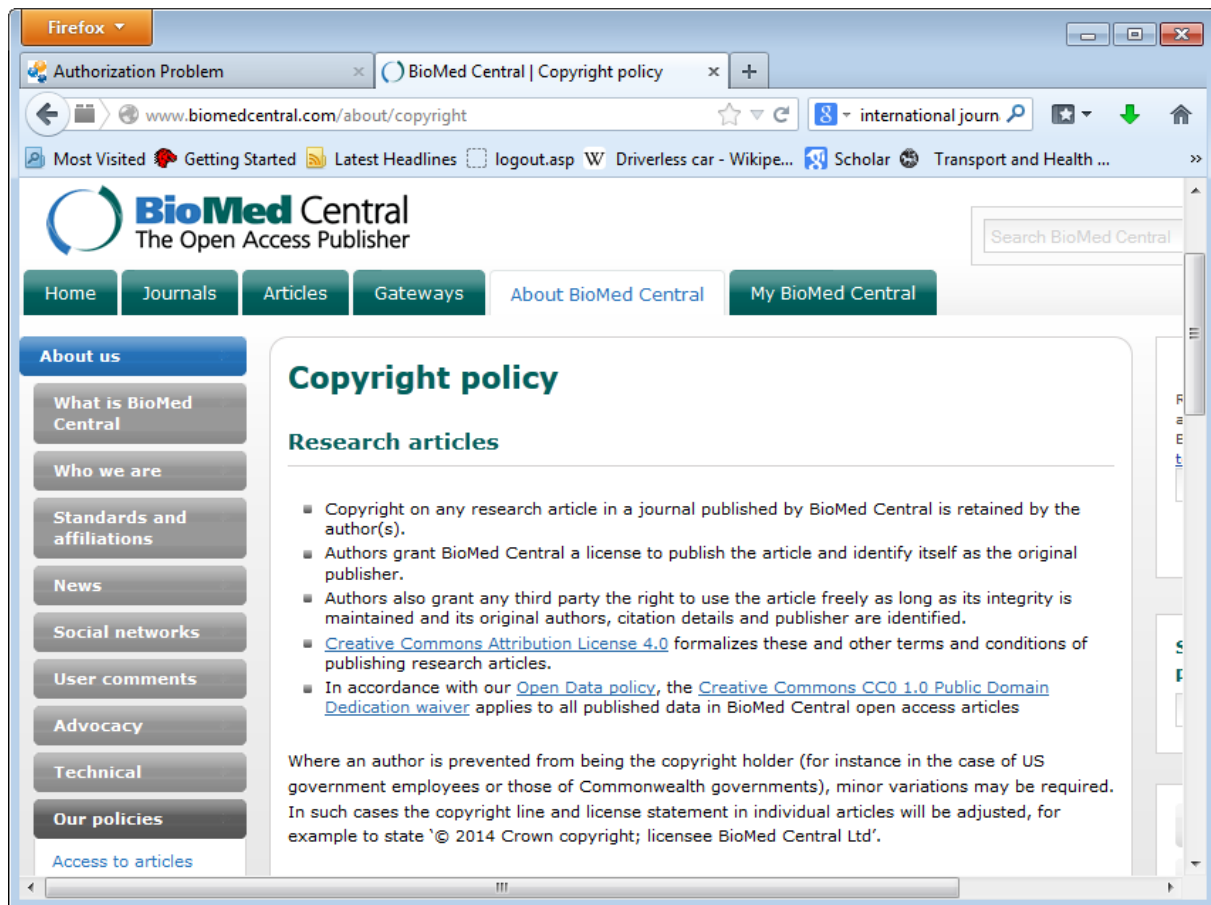 Firefox
Authorization Problem
BioMed Central | Copyright policy
www.biomedcentral.com/about/copyright
international journ
Most Visited Getting Started Latest Headlines logout.asp W Driverless car - Wikipe... Scholar Transport and Health ... »
BioMed Central
The Open Access Publisher
Search BioMed Central
Home Journals Articles Gateways About BioMed Central My BioMed Central
About us
What is BioMed
Central
Who we are
Standards and
affiliations
News
Social networks
User comments
Advocacy
Technical
Our policies
Access to articles
Copyright policy
Research articles
Copyright on any research article in a journal published by BioMed Central is retained by the
author(s).
Authors grant BioMed Central a license to publish the article and identify itself as the original
publisher.
Authors also grant any third party the right to use the article freely as long as its integrity is
maintained and its original authors, citation details and publisher are identified.
Creative Commons Attribution License 4.0 formalizes these and other terms and conditions of
publishing research articles.
In accordance with our Open Data policy, the Creative Commons CC0 1.0 Public Domain
Dedication waiver applies to all published data in BioMed Central open access articles
Where an author is prevented from being the copyright holder (for instance in the case of US
government employees or those of Commonwealth governments), minor variations may be required.
In such cases the copyright line and license statement in individual articles will be adjusted, for
example to state '© 2014 Crown copyright; licensee BioMed Central Ltd'.